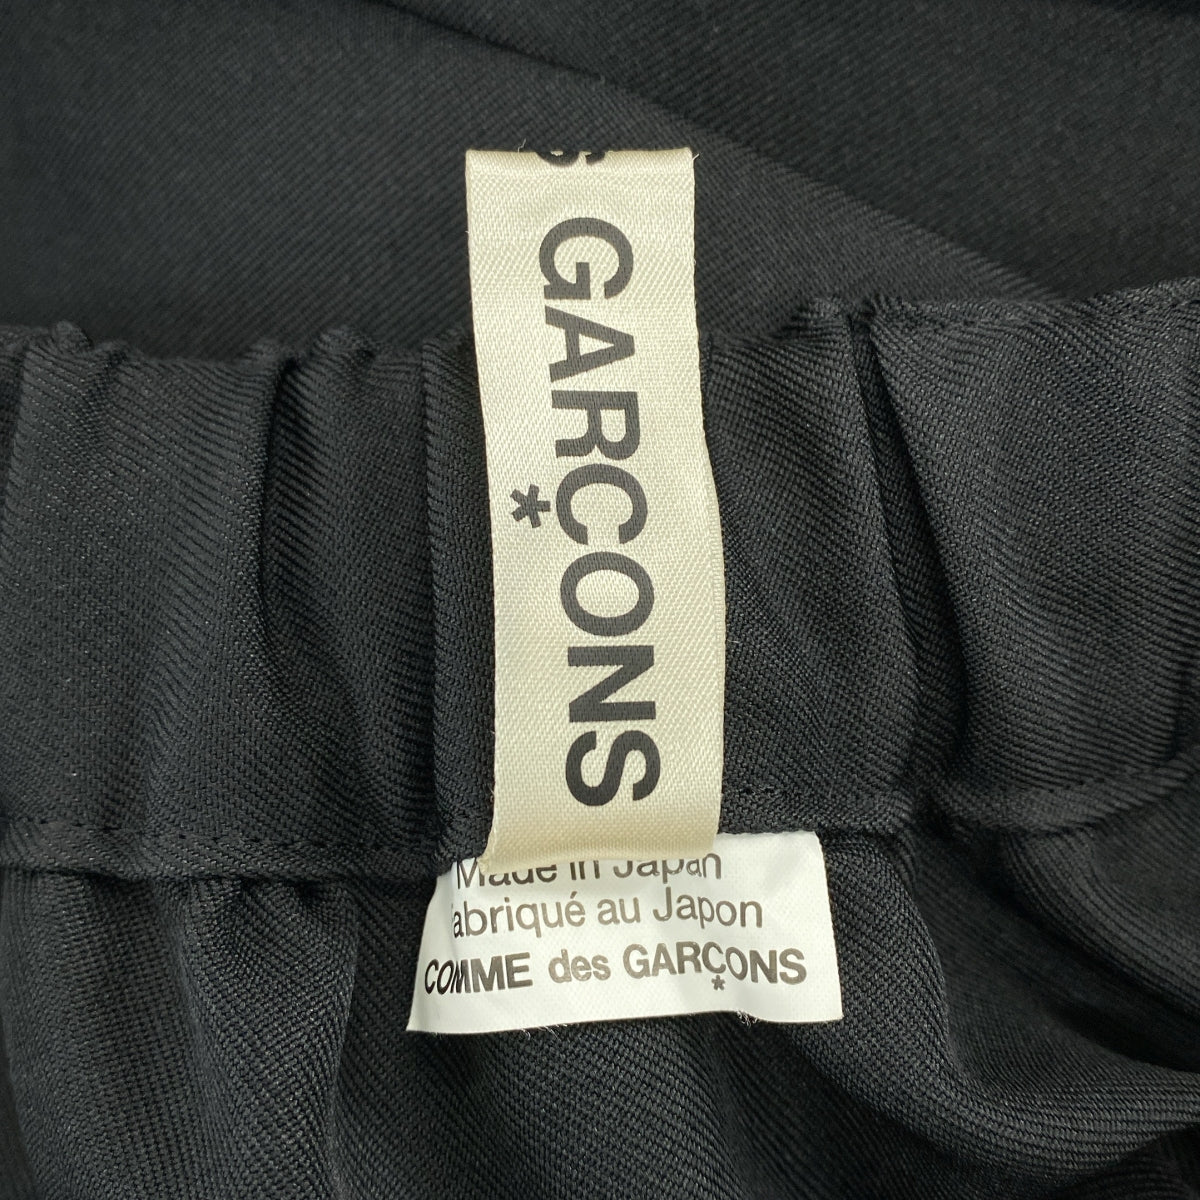 GARÇONS
Made in Japan
Fabriqué au Japon
COMME des GARÇONS